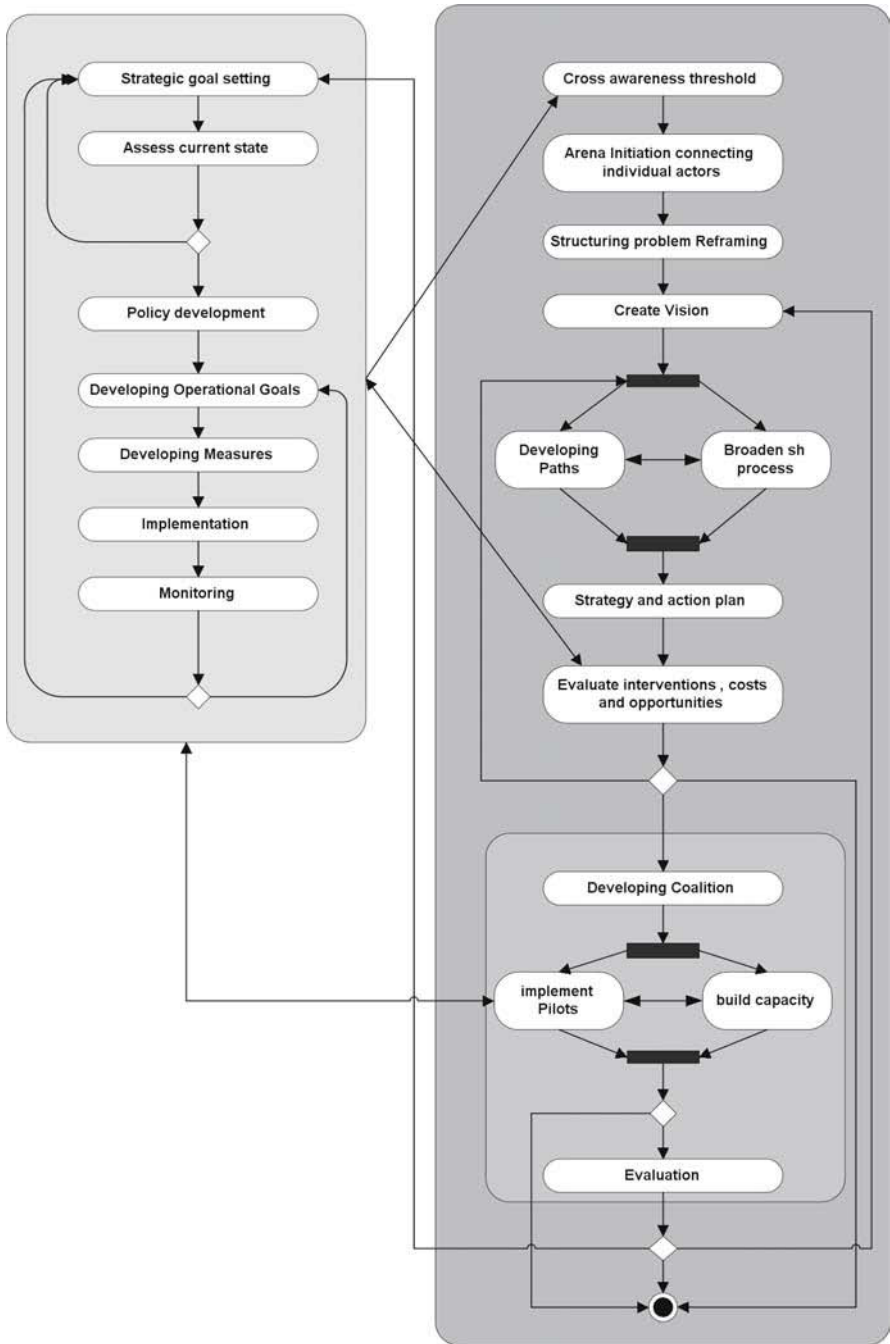 Strategic goal setting
Assess current state
Policy development
Developing Operational Goals
Developing Measures
Implementation
Monitoring
Cross awareness threshold
Arena Initiation connecting
individual actors
Structuring problem Reframing
Create Vision
Developing
Paths
Broaden sh
process
Strategy and action plan
Evaluate interventions , costs
and opportunities
Developing Coalition
implement
Pilots
build capacity
Evaluation